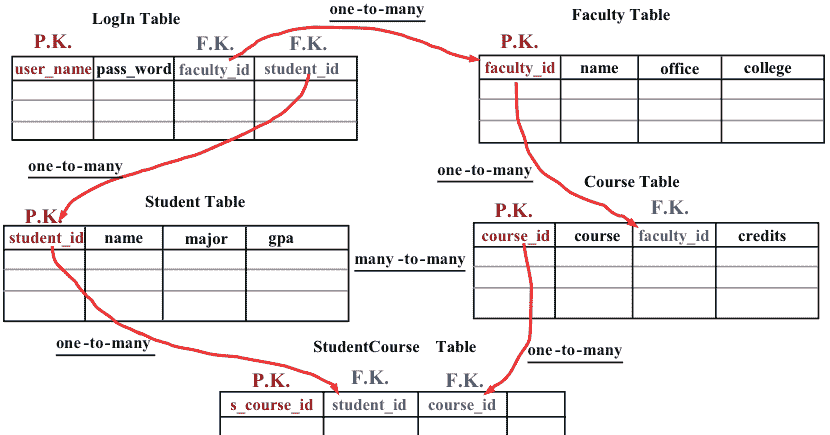 one-to-many
LogIn Table
Faculty Table
P.K. F.K. F.K.
P.K.
user_name pass_word faculty_id student_id
faculty_id name office college
one-to-many
one-to-many
Course Table
Student Table
P.K.
P.K. F.K.
student_id name major gpa
course_id course faculty_id credits
many-to-many
one-to-many
StudentCourse Table
one-to-many
P.K. F.K. F.K.
s_course_id student_id course_id